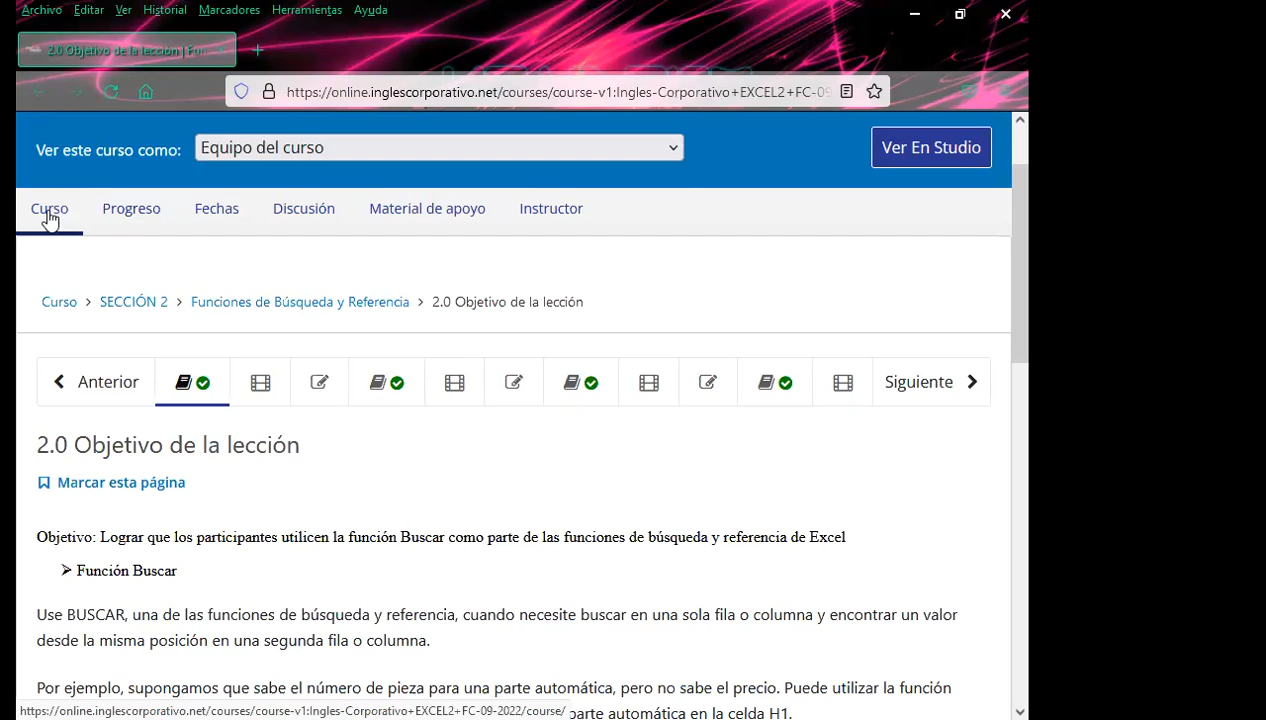 Archivo Editar Ver Historial Marcadores Herramientas Ayuda
2.0 Objetivo de la lección | Fun
https://online.inglescorporativo.net/courses/course-v1:Ingles-Corporativo+EXCEL2+FC-09
Ver este curso como: Equipo del curso Ver En Studio
Curso Progreso Fechas Discusión Material de apoyo Instructor
Curso > SECCIÓN 2 > Funciones de Búsqueda y Referencia > 2.0 Objetivo de la lección
Anterior Siguiente
2.0 Objetivo de la lección
Marcar esta página
Objetivo: Lograr que los participantes utilicen la función Buscar como parte de las funciones de búsqueda y referencia de Excel
➢ Función Buscar
Use BUSCAR, una de las funciones de búsqueda y referencia, cuando necesite buscar en una sola fila o columna y encontrar un valor
desde la misma posición en una segunda fila o columna.
Por ejemplo, supongamos que sabe el número de pieza para una parte automática, pero no sabe el precio. Puede utilizar la función
https://online.inglescorporativo.net/courses/course-v1:Ingles-Corporativo+EXCEL2+FC-09-2022/course/ parte automática en la celda H1.